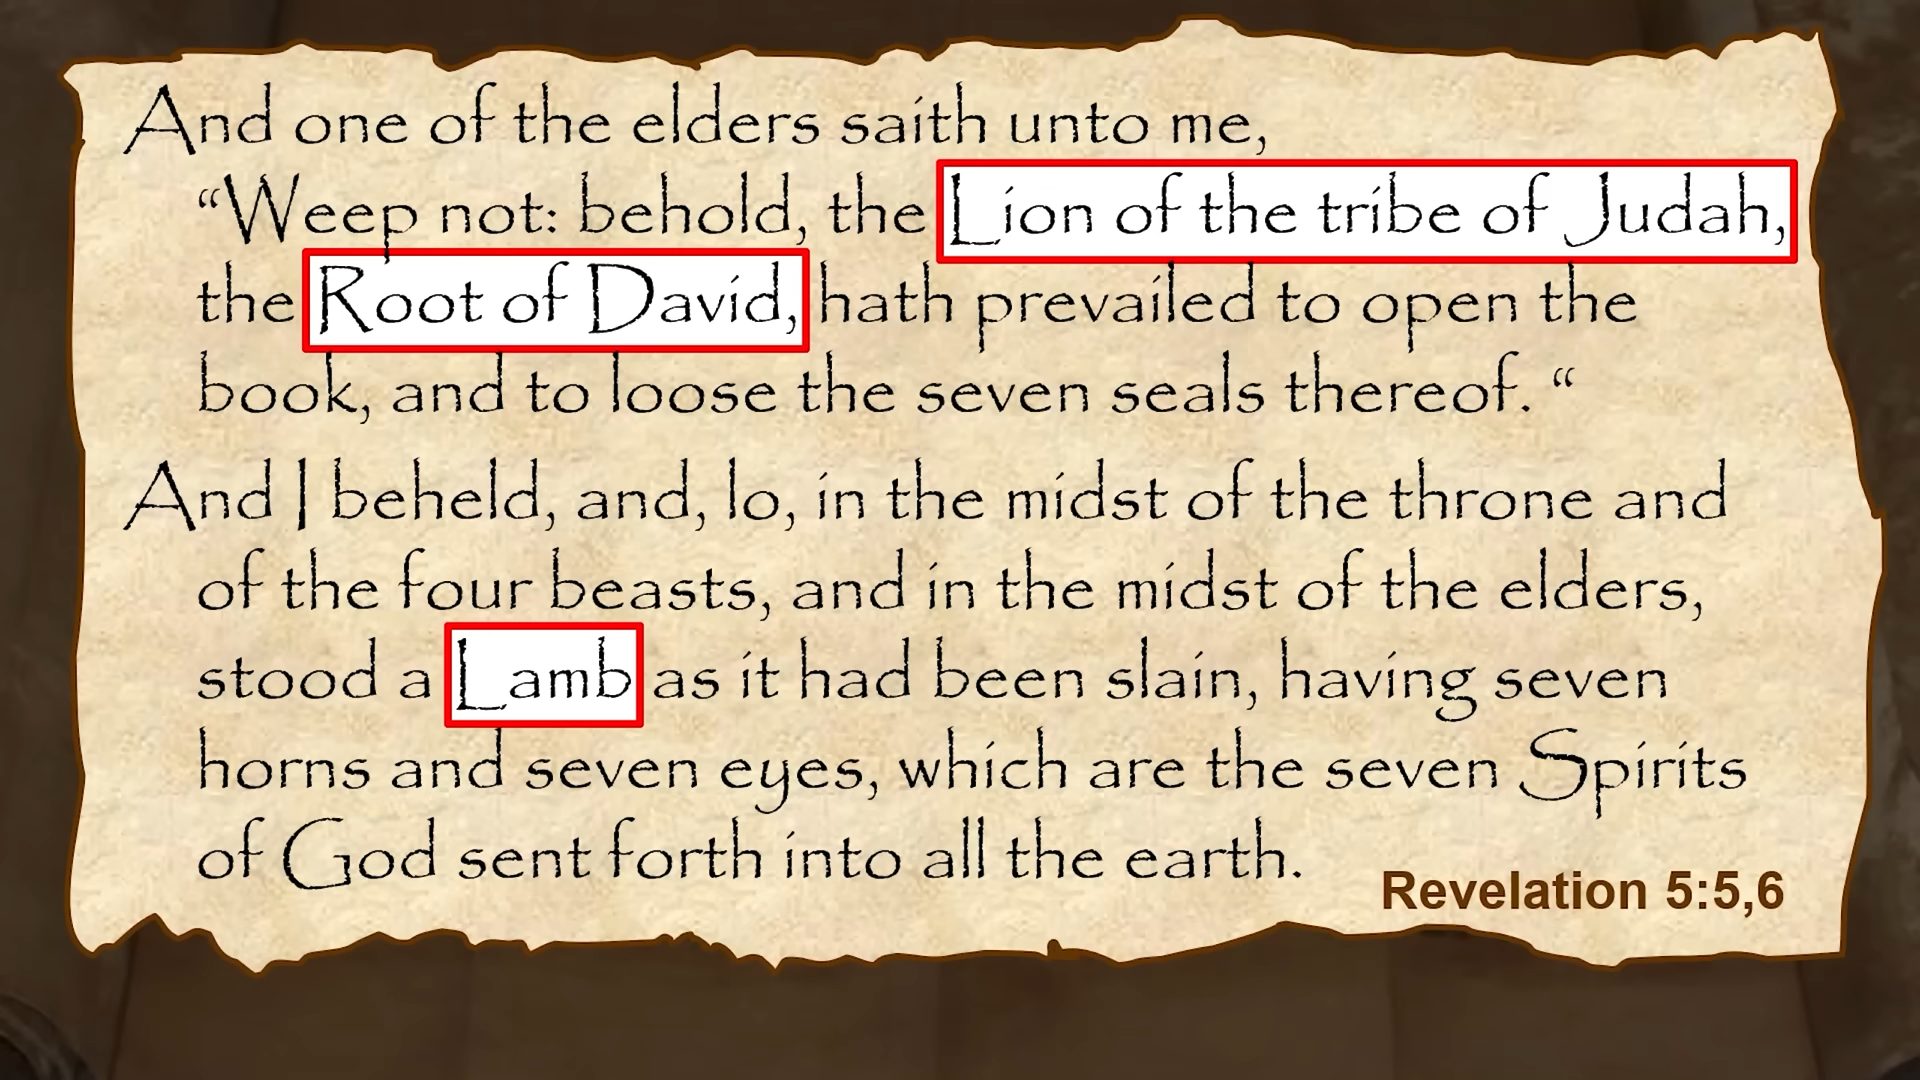 And one of the elders saith unto me,
“Weep not: behold, the Lion of the tribe of Judah,
the Root of David, hath prevailed to open the
book, and to loose the seven seals thereof. “
And I beheld, and, lo, in the midst of the throne and
of the four beasts, and in the midst of the elders,
stood a Lamb as it had been slain, having seven
horns and seven eyes, which are the seven Spirits
of God sent forth into all the earth.
Revelation 5:5,6